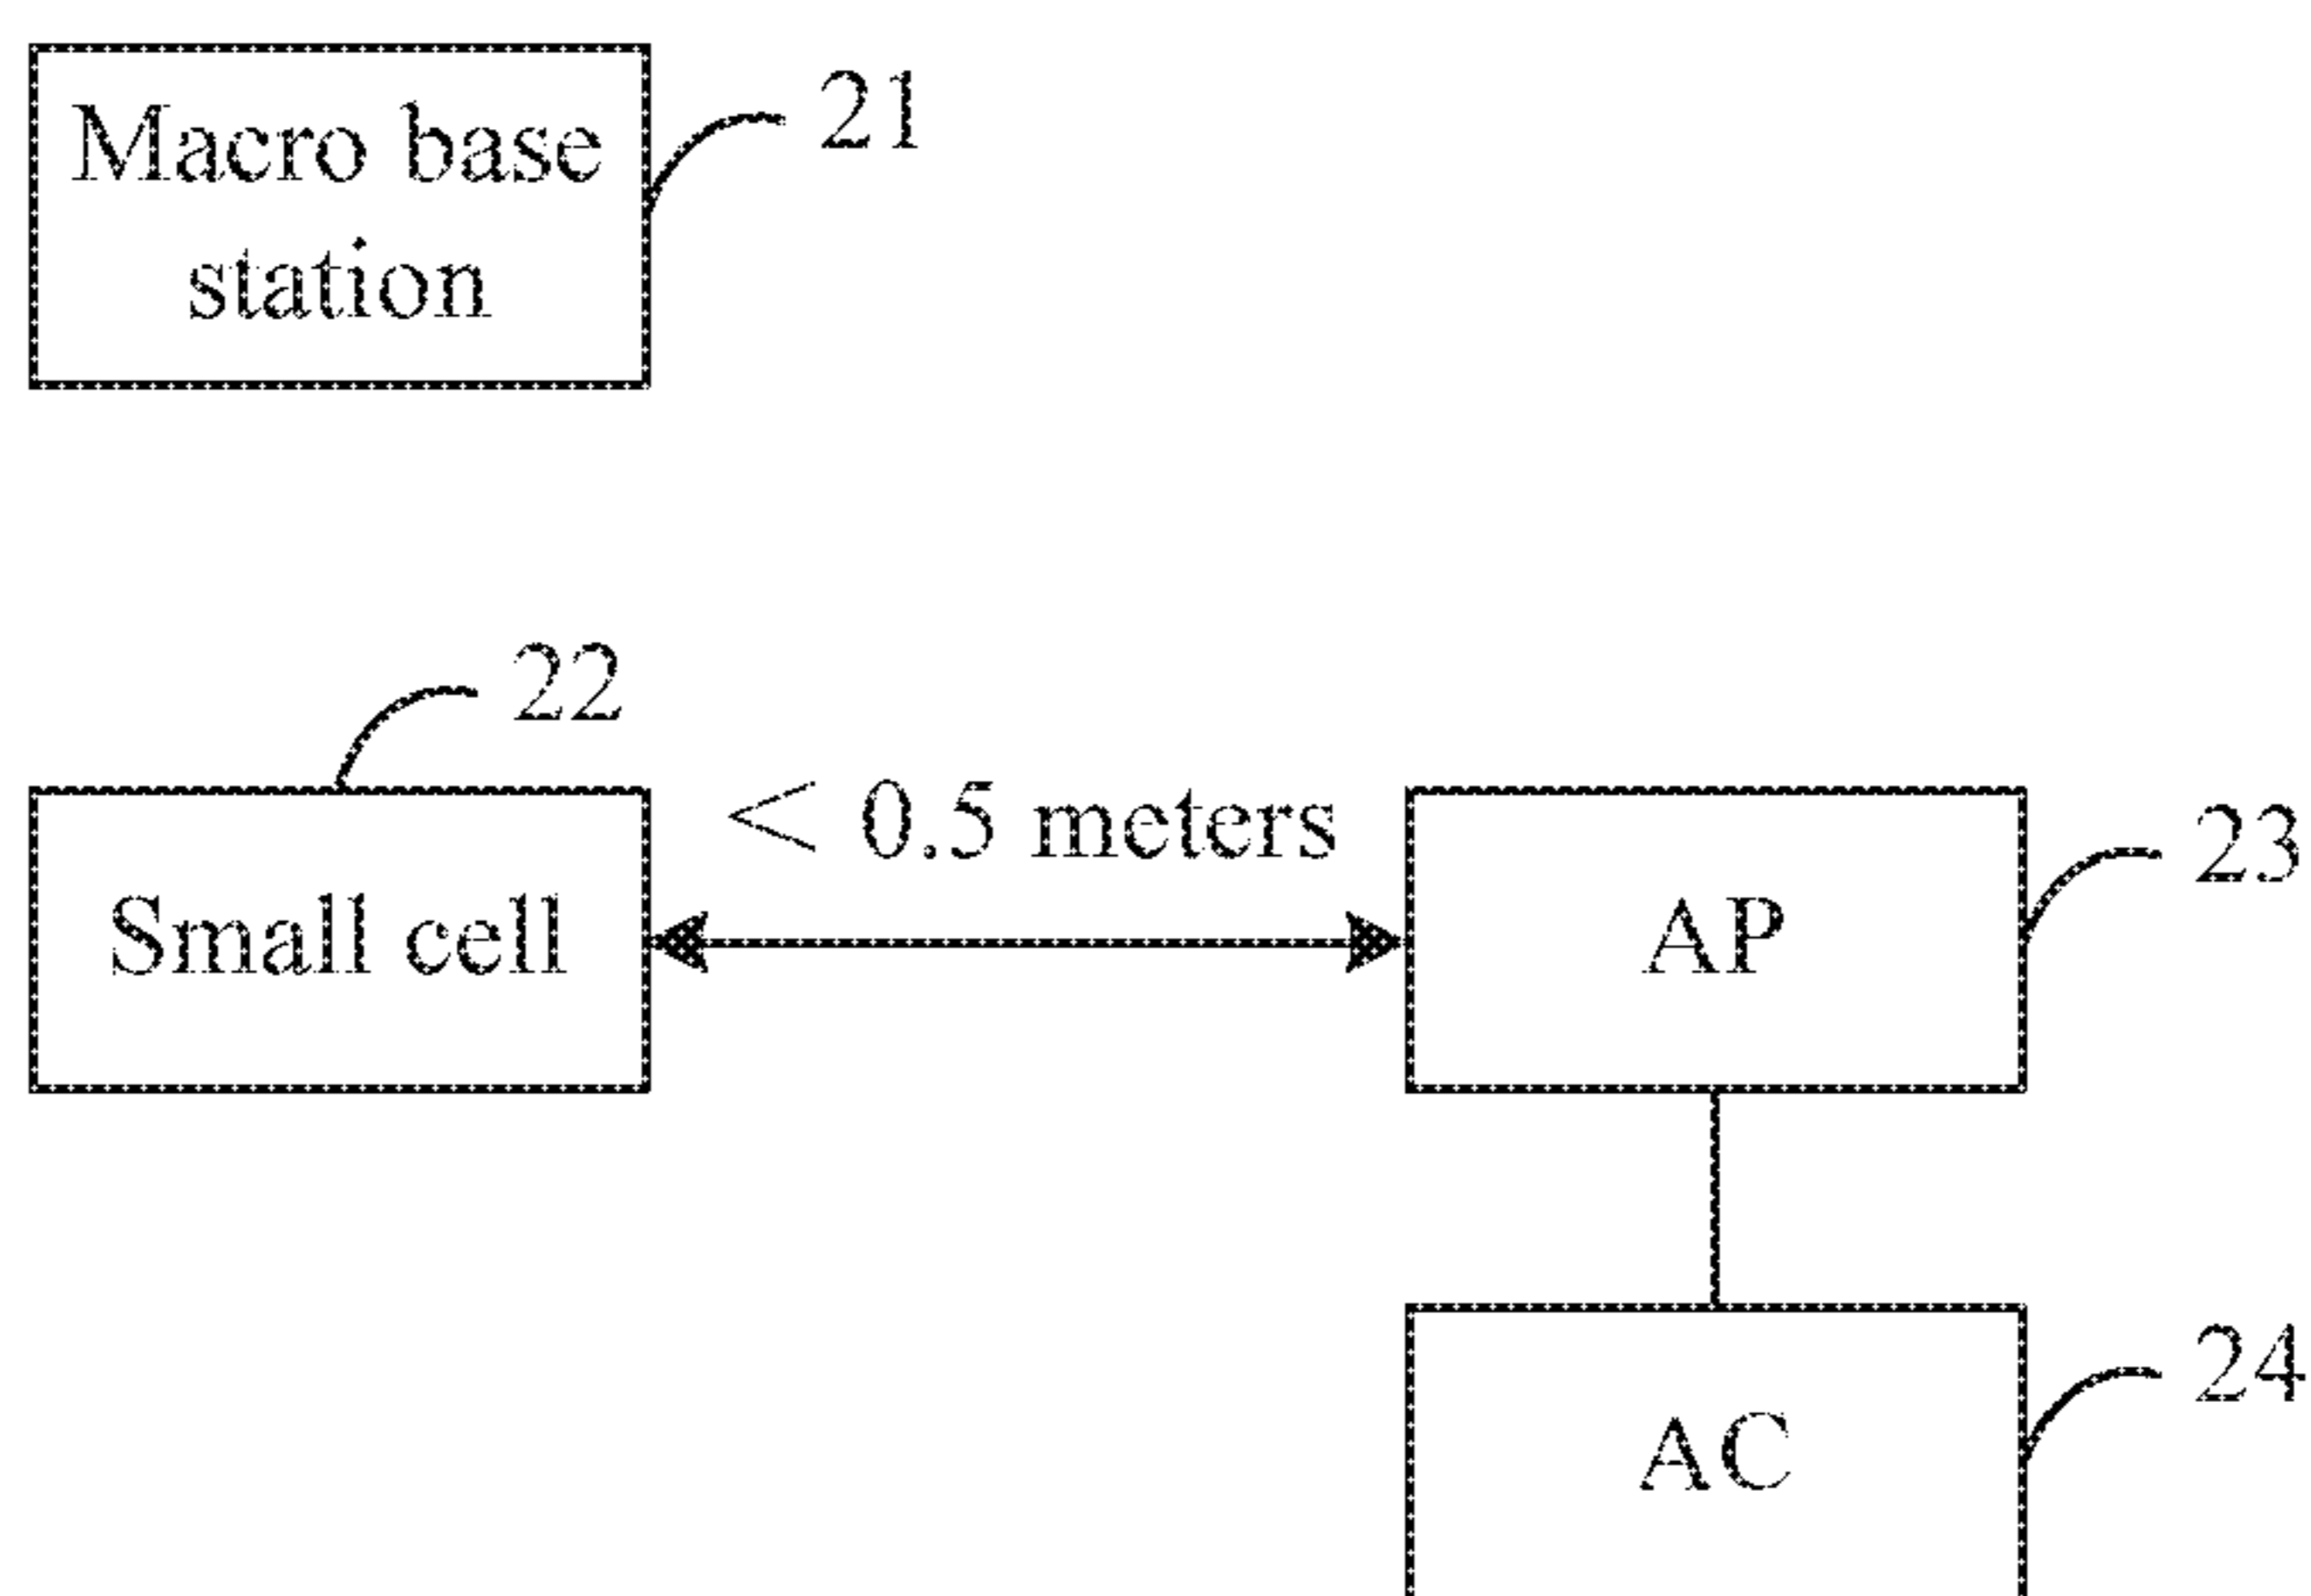 Macro base
station
21
22
< 0.5 meters
Small cell
AP
23
AC
24